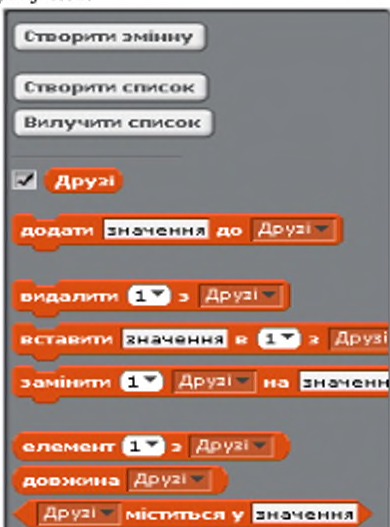 Створити змінну
Створити список
Вилучити список
Друзі
додати значення до Друзі
видалити 1 з Друзі
вставити значення в 1 з Друзі
замінити 1 Друзі на значенн
елемент 1 з Друзі
довжина Друзі
Друзі міститься у значення